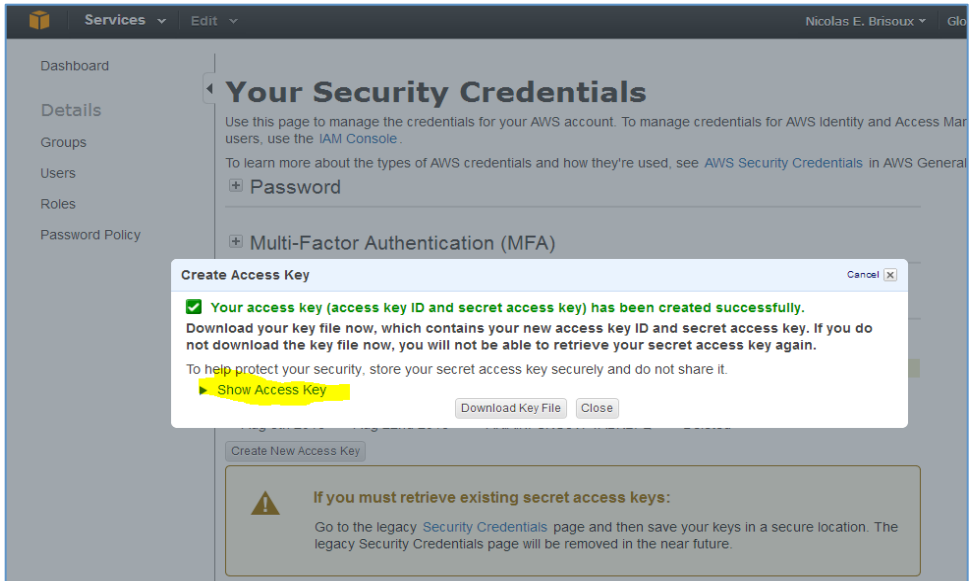 Services Edit Nicolas E. Brisoux
Dashboard
Details
Groups
Users
Roles
Password Policy
Your Security Credentials
Use this page to manage the credentials for your AWS account. To manage credentials for AWS Identity and Access
users, use the IAM Console.
To learn more about the types of AWS credentials and how they're used, see AWS Security Credentials in AWS General
Password
Multi-Factor Authentication (MFA)
Create Access Key Cancel
Your access key (access key ID and secret access key) has been created successfully.
Download your key file now, which contains your new access key ID and secret access key. If you do
not download the key file now, you will not be able to retrieve your secret access key again.
To help protect your security, store your secret access key securely and do not share it.
Show Access Key
Download Key File Close
Create New Access Key
If you must retrieve existing secret access keys:
Go to the legacy Security Credentials page and then save your keys in a secure location. The
legacy Security Credentials page will be removed in the near future.